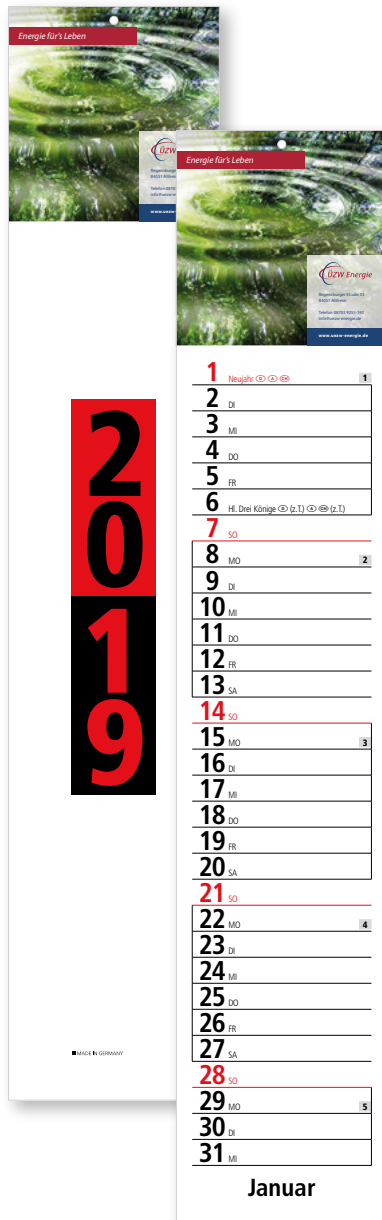 Energie für's Leben
ÜZW
www.uezw-
2
0
1
9
MADE IN GERMANY
Energie für's Leben
ÜZW Energie
Regensburger Straße 33
84051 Mirskofen
info@uezw-energie.de
www.uezw-energie.de
1 Neujahr D A CH 1
2 DI
3 MI
4 DO
5 FR
6 Hl. Drei Könige D (z.T.) A CH (z.T.)
7 SO
8 MO 2
9 DI
10 MI
11 DO
12 FR
13 SA
14 SO
15 MO 3
16 DI
17 MI
18 DO
19 FR
20 SA
21 SO
22 MO 4
23 DI
24 MI
25 DO
26 FR
27 SA
28 SO
29 MO 5
30 DI
31 MI
Januar